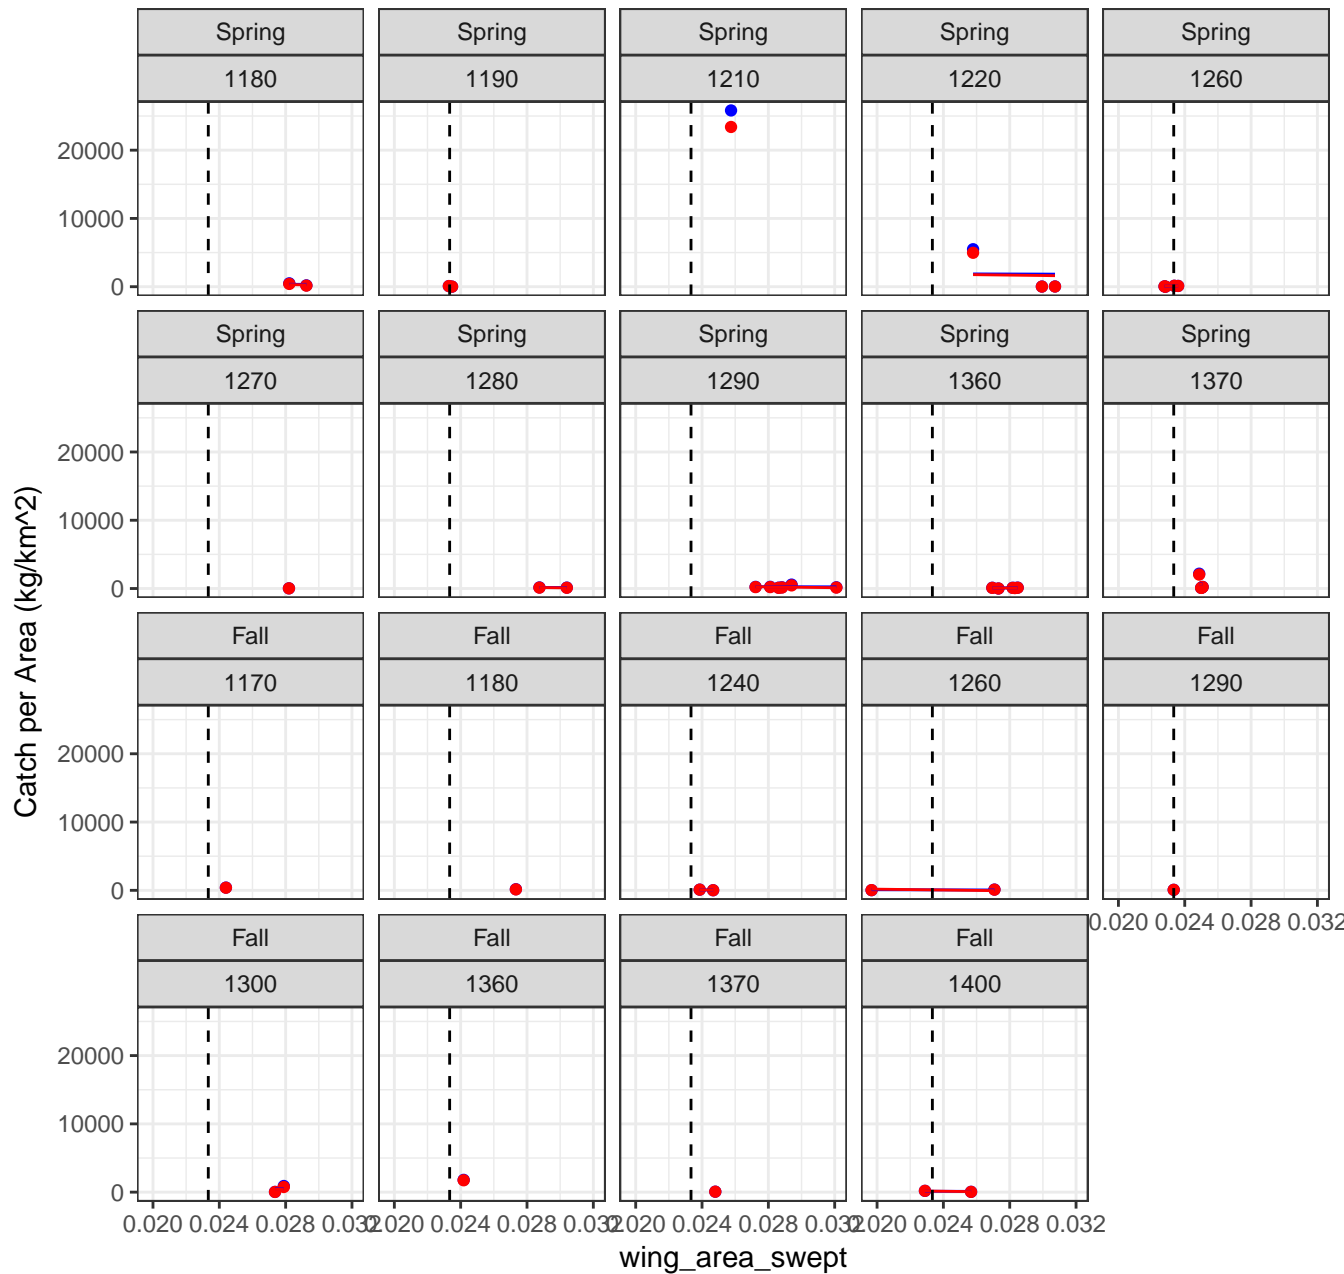 Spring Spring Spring Spring Spring
1180 1190 1210 1220 1260
20000
10000
0
Spring Spring Spring Spring Spring
1270 1280 1290 1360 1370
20000
10000
0
Fall Fall Fall Fall Fall
1170 1180 1240 1260 1290
20000
10000
0
0.020 0.024 0.028 0.032
Fall Fall Fall Fall
1300 1360 1370 1400
20000
10000
0
0.020 0.024 0.028 0.032 0.020 0.024 0.028 0.032 0.020 0.024 0.028 0.032 0.020 0.024 0.028 0.032
wing_area_swept
Catch per Area (kg/km^2)